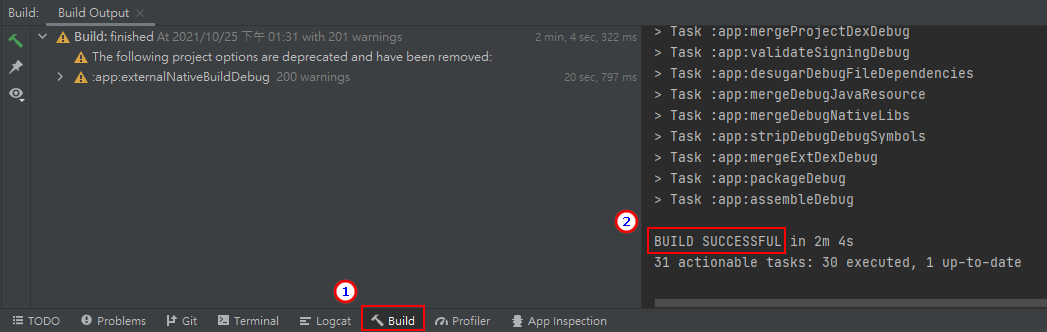 Build: Build Output
Build: finished At 2021/10/25 下午 01:31 with 201 warnings 2 min, 4 sec, 322 ms
The following project options are deprecated and have been removed:
:app:externalNativeBuildDebug 200 warnings 20 sec, 797 ms
> Task :app:mergeProjectDexDebug
> Task :app:validateSigningDebug
> Task :app:desugarDebugFileDependencies
> Task :app:mergeDebugJavaResource
> Task :app:mergeDebugNativeLibs
> Task :app:stripDebugDebugSymbols
> Task :app:mergeExtDexDebug
> Task :app:packageDebug
> Task :app:assembleDebug
2
BUILD SUCCESSFUL in 2m 4s
31 actionable tasks: 30 executed, 1 up-to-date
1
TODO Problems Git Terminal Logcat Build Profiler App Inspection